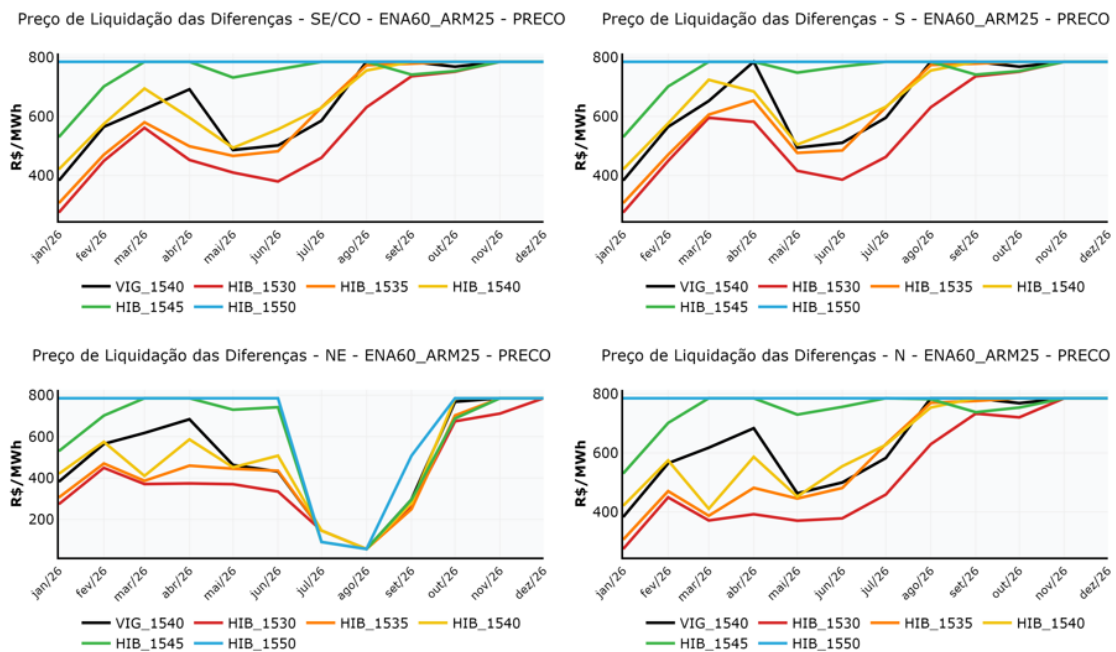 Preço de Liquidação das Diferenças - SE/CO - ENA60_ARM25 - PRECO
R$/MWh
800
600
400
jan/26 fev/26 mar/26 abr/26 mai/26 jun/26 jul/26 ago/26 set/26 out/26 nov/26 dez/26
VIG_1540 HIB_1530 HIB_1535 HIB_1540
HIB_1545 HIB_1550
Preço de Liquidação das Diferenças - S - ENA60_ARM25 - PRECO
R$/MWh
800
600
400
jan/26 fev/26 mar/26 abr/26 mai/26 jun/26 jul/26 ago/26 set/26 out/26 nov/26 dez/26
VIG_1540 HIB_1530 HIB_1535 HIB_1540
HIB_1545 HIB_1550
Preço de Liquidação das Diferenças - NE - ENA60_ARM25 - PRECO
R$/MWh
800
600
400
200
jan/26 fev/26 mar/26 abr/26 mai/26 jun/26 jul/26 ago/26 set/26 out/26 nov/26 dez/26
VIG_1540 HIB_1530 HIB_1535 HIB_1540
HIB_1545 HIB_1550
Preço de Liquidação das Diferenças - N - ENA60_ARM25 - PRECO
R$/MWh
800
600
400
jan/26 fev/26 mar/26 abr/26 mai/26 jun/26 jul/26 ago/26 set/26 out/26 nov/26 dez/26
VIG_1540 HIB_1530 HIB_1535 HIB_1540
HIB_1545 HIB_1550